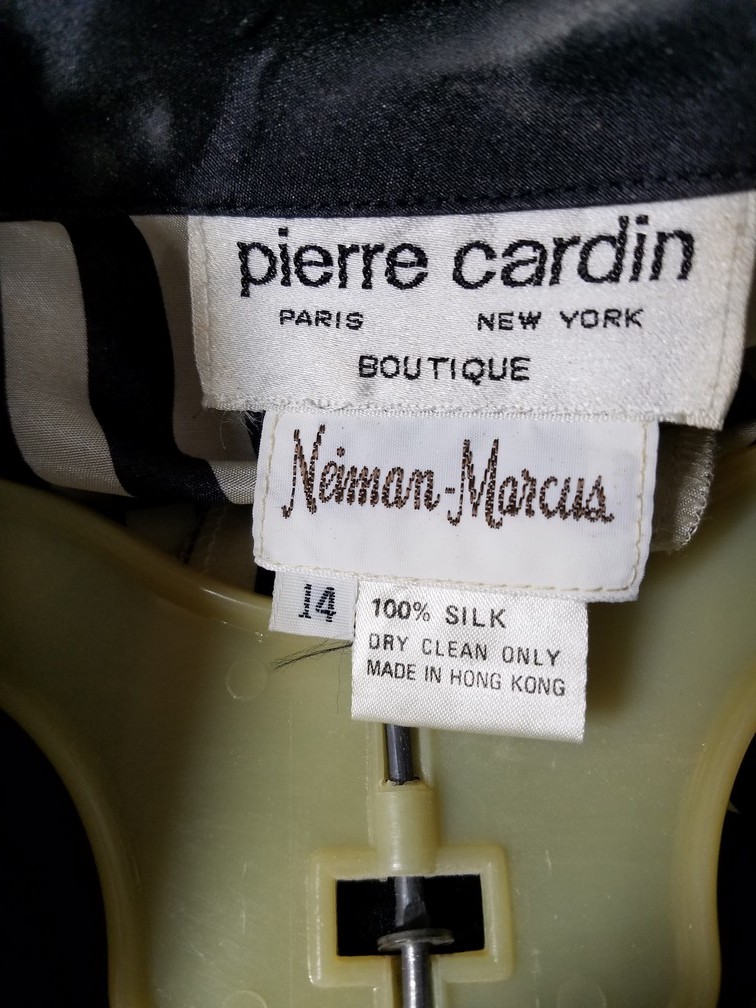 pierre cardin
PARIS NEW YORK
BOUTIQUE
Neiman-Marcus
14
100% SILK
DRY CLEAN ONLY
MADE IN HONG KONG